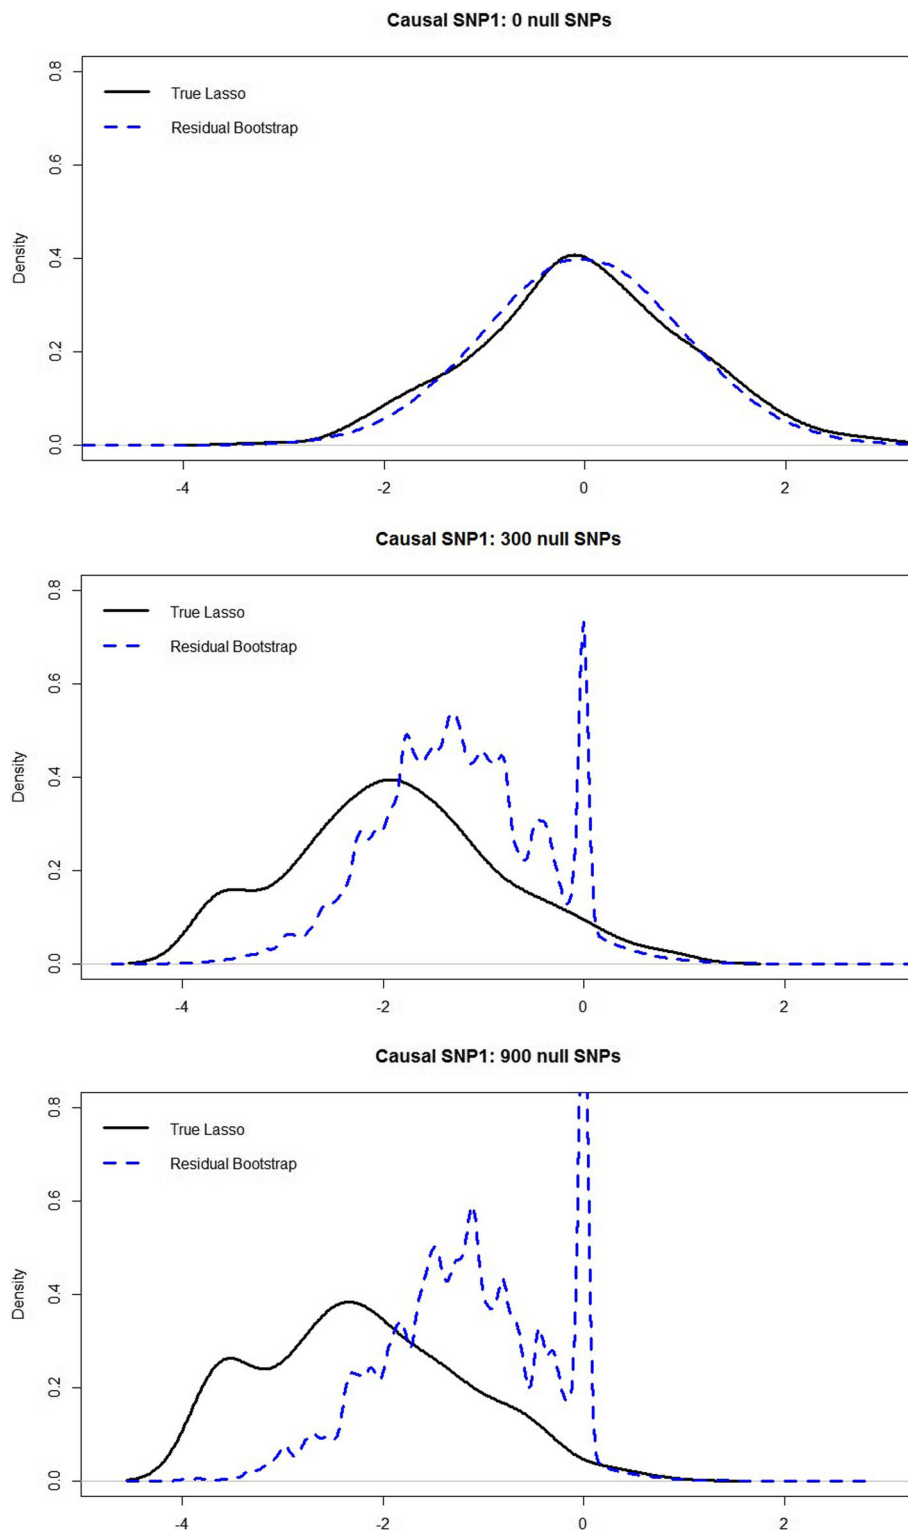 Causal SNP1: 0 null SNPs
0.8
True Lasso
Residual Bootstrap
0.6
Density
0.4
0.2
0.0
-4 -2 0 2
Causal SNP1: 300 null SNPs
0.8
True Lasso
Residual Bootstrap
0.6
Density
0.4
0.2
0.0
-4 -2 0 2
Causal SNP1: 900 null SNPs
0.8
True Lasso
Residual Bootstrap
0.6
Density
0.4
0.2
0.0
-4 -2 0 2